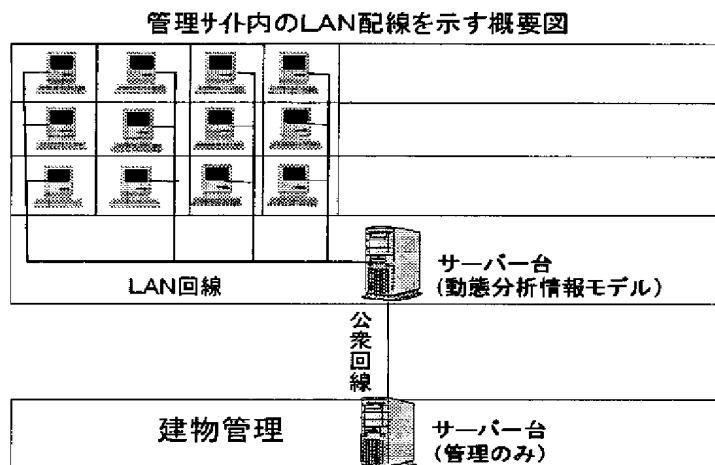 管理サイト内のLAN配線を示す概要図
サーバー台
(動態分析情報モデル)
LAN回線
公衆回線
建物管理
サーバー台
(管理のみ)